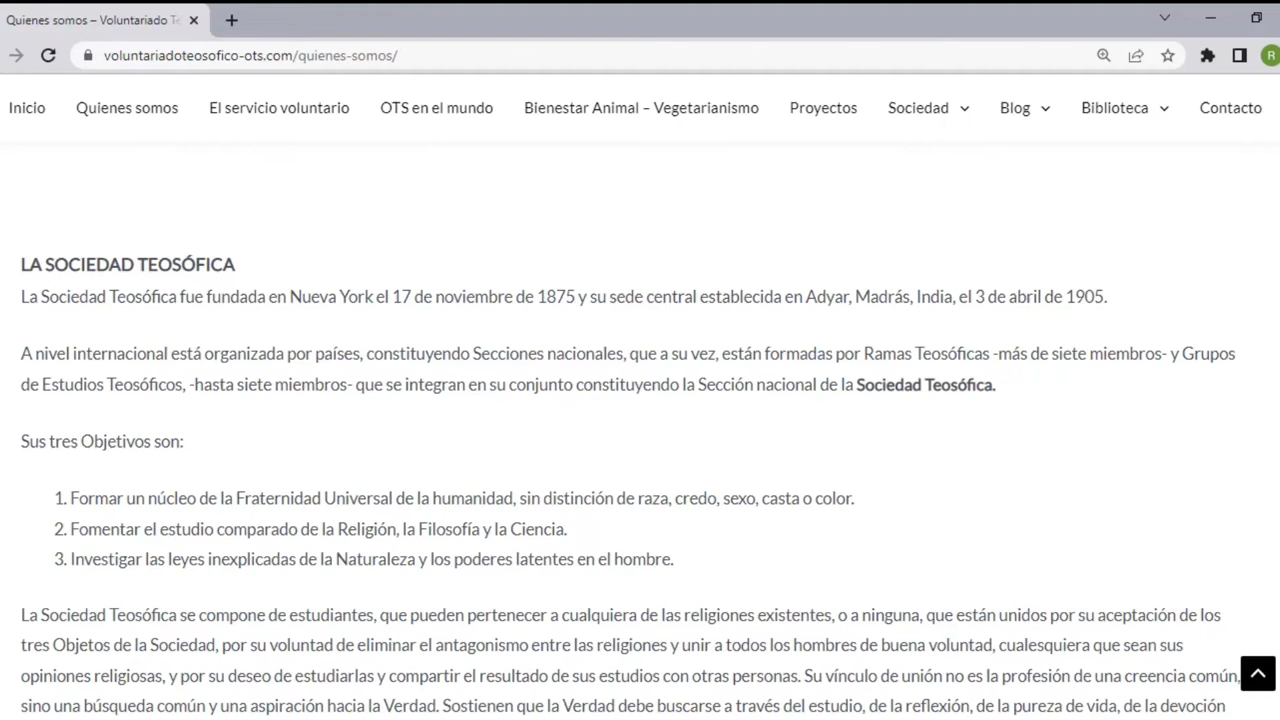 Quienes somos – Voluntariado Te
voluntariadoteosofico-ots.com/quienes-somos/
R
Inicio Quienes somos El servicio voluntario OTS en el mundo Bienestar Animal – Vegetarianismo Proyectos Sociedad Blog Biblioteca Contacto
LA SOCIEDAD TEOSÓFICA
La Sociedad Teosófica fue fundada en Nueva York el 17 de noviembre de 1875 y su sede central establecida en Adyar, Madrás, India, el 3 de abril de 1905.
A nivel internacional está organizada por países, constituyendo Secciones nacionales, que a su vez, están formadas por Ramas Teosóficas -más de siete miembros- y Grupos
de Estudios Teosóficos, -hasta siete miembros- que se integran en su conjunto constituyendo la Sección nacional de la Sociedad Teosófica.
Sus tres Objetivos son:
1. Formar un núcleo de la Fraternidad Universal de la humanidad, sin distinción de raza, credo, sexo, casta o color.
2. Fomentar el estudio comparado de la Religión, la Filosofía y la Ciencia.
3. Investigar las leyes inexplicadas de la Naturaleza y los poderes latentes en el hombre.
La Sociedad Teosófica se compone de estudiantes, que pueden pertenecer a cualquiera de las religiones existentes, o a ninguna, que están unidos por su aceptación de los
tres Objetos de la Sociedad, por su voluntad de eliminar el antagonismo entre las religiones y unir a todos los hombres de buena voluntad, cualesquiera que sean sus
opiniones religiosas, y por su deseo de estudiarlas y compartir el resultado de sus estudios con otras personas. Su vínculo de unión no es la profesión de una creencia común,
sino una búsqueda común y una aspiración hacia la Verdad. Sostienen que la Verdad debe buscarse a través del estudio, de la reflexión, de la pureza de vida, de la devoción